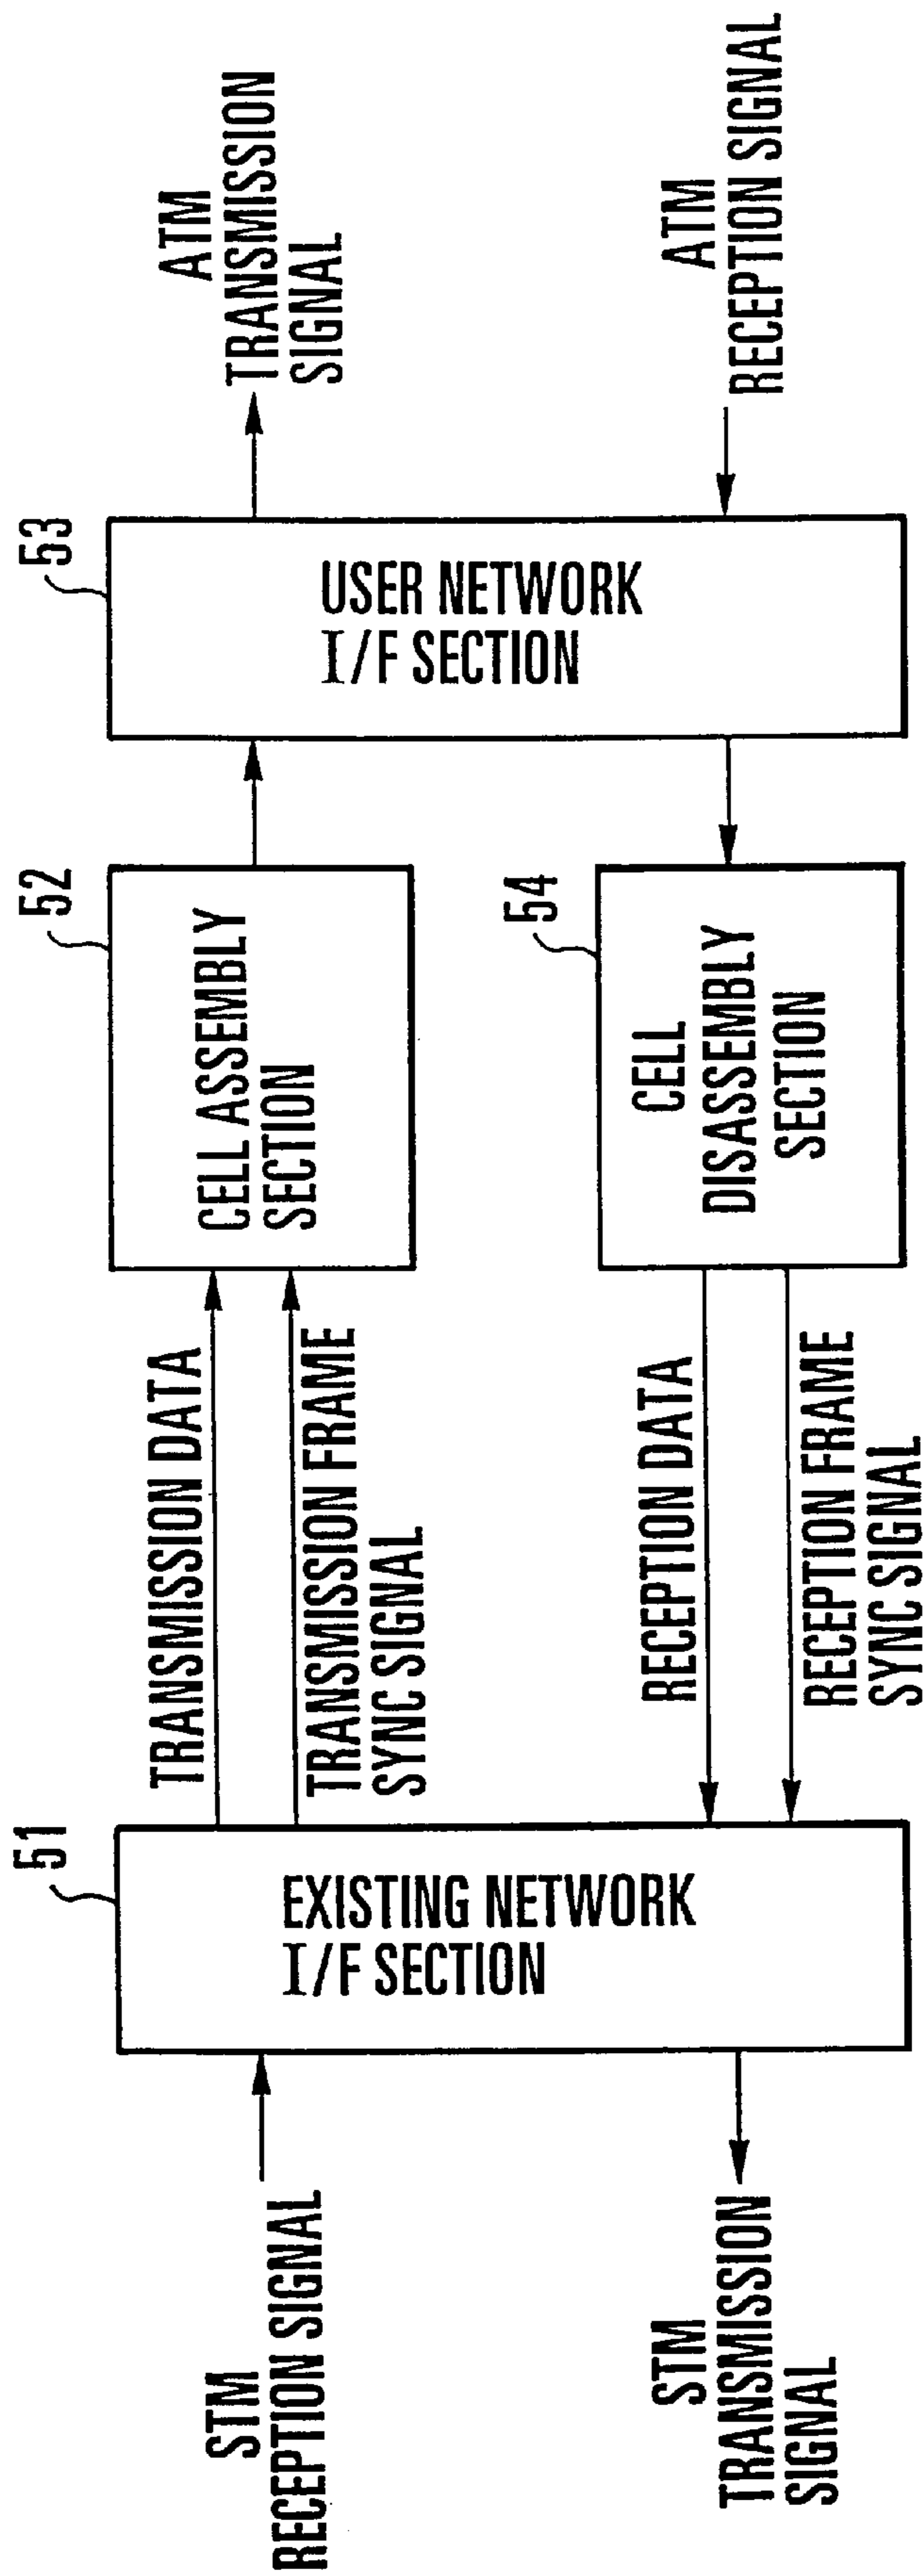 STM
RECEPTION SIGNAL
STM
TRANSMISSION
SIGNAL
51
EXISTING NETWORK
I/F SECTION
TRANSMISSION DATA
TRANSMISSION FRAME
SYNC SIGNAL
RECEPTION DATA
RECEPTION FRAME
SYNC SIGNAL
52
CELL ASSEMBLY
SECTION
54
CELL
DISASSEMBLY
SECTION
53
USER NETWORK
I/F SECTION
ATM
TRANSMISSION
SIGNAL
ATM
RECEPTION SIGNAL